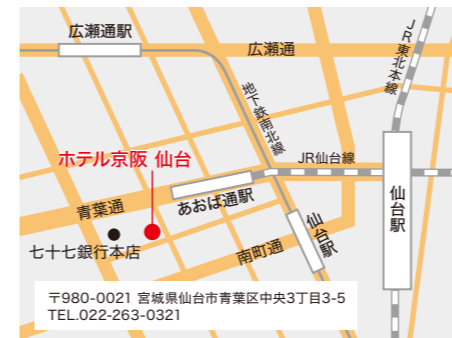 広瀬通駅
広瀬通
JR東北本線
地下鉄南北線
ホテル京阪 仙台
JR仙台線
あおば通駅
青葉通
仙台駅
仙台駅
七十七銀行本店
南町通
〒980-0021 宮城県仙台市青葉区中央3丁目3-5
TEL.022-263-0321